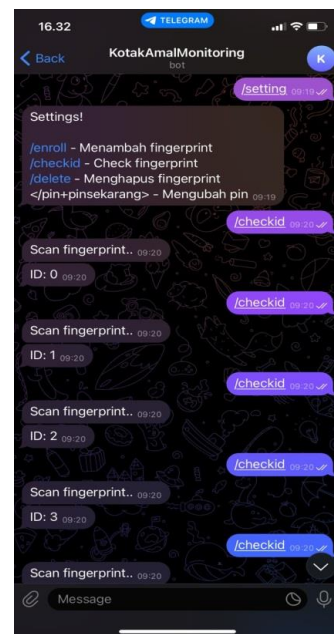 16.32
TELEGRAM
Back
KotakAmalMonitoring
bot
K
/setting 09:19
Settings!
/enroll - Menambah fingerprint
/checkid - Check fingerprint
/delete - Menghapus fingerprint
</pin+pinsekarang> - Mengubah pin 09:19
/checkid 09:20
Scan fingerprint.. 09:20
ID: 0 09:20
/checkid 09:20
Scan fingerprint.. 09:20
ID: 1 09:20
/checkid 09:20
Scan fingerprint.. 09:20
ID: 2 09:20
/checkid 09:20
Scan fingerprint.. 09:20
ID: 3 09:20
/checkid 09:20
Scan fingerprint.. 09:20
Message